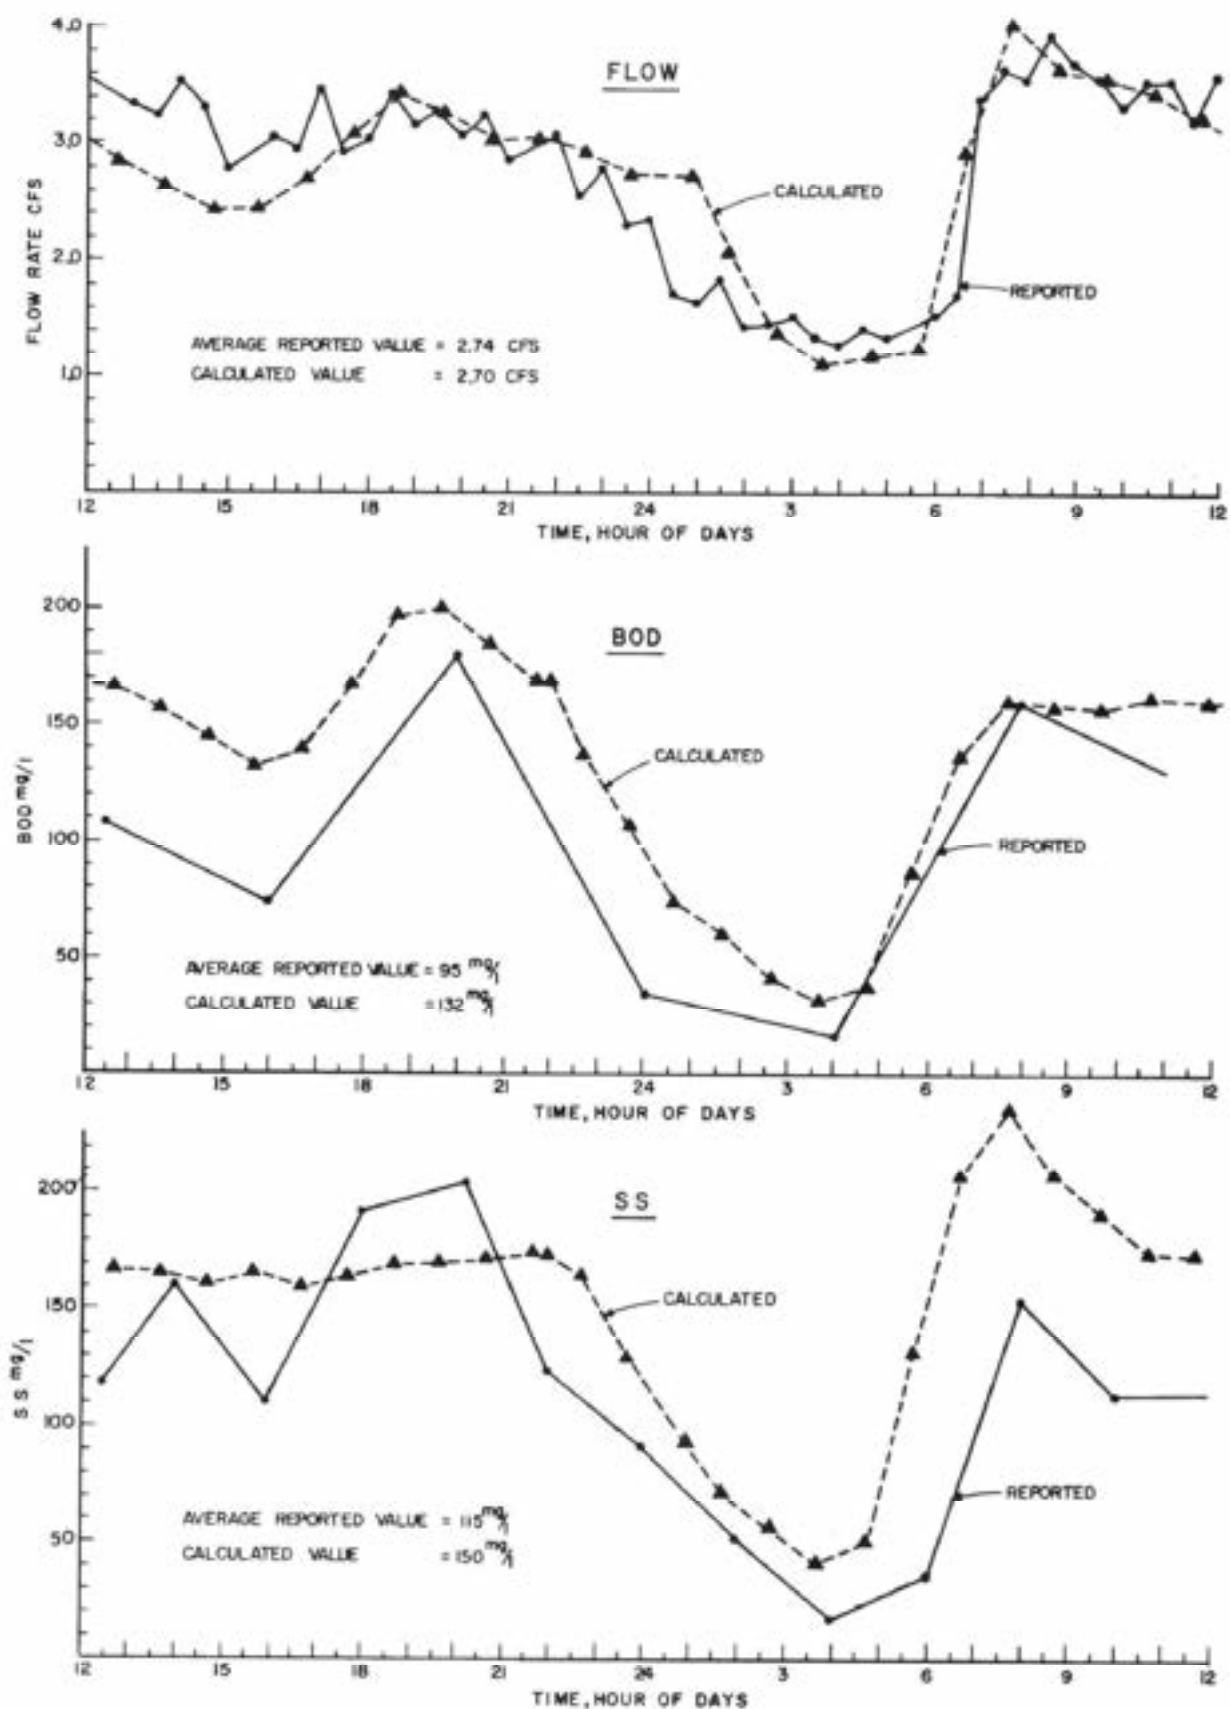 FLOW
4.0
3.0
2.0
1.0
FLOW RATE CFS
CALCULATED
REPORTED
AVERAGE REPORTED VALUE = 2.74 CFS
CALCULATED VALUE = 2.70 CFS
12 15 18 21 24 3 6 9 12
TIME, HOUR OF DAYS
BOD
200
150
100
50
BOD mg/l
CALCULATED
REPORTED
AVERAGE REPORTED VALUE = 95 mg/l
CALCULATED VALUE = 132 mg/l
12 15 18 21 24 3 6 9 12
TIME, HOUR OF DAYS
SS
200
150
100
50
SS mg/l
CALCULATED
REPORTED
AVERAGE REPORTED VALUE = 115 mg/l
CALCULATED VALUE = 150 mg/l
12 15 18 21 24 3 6 9 12
TIME, HOUR OF DAYS